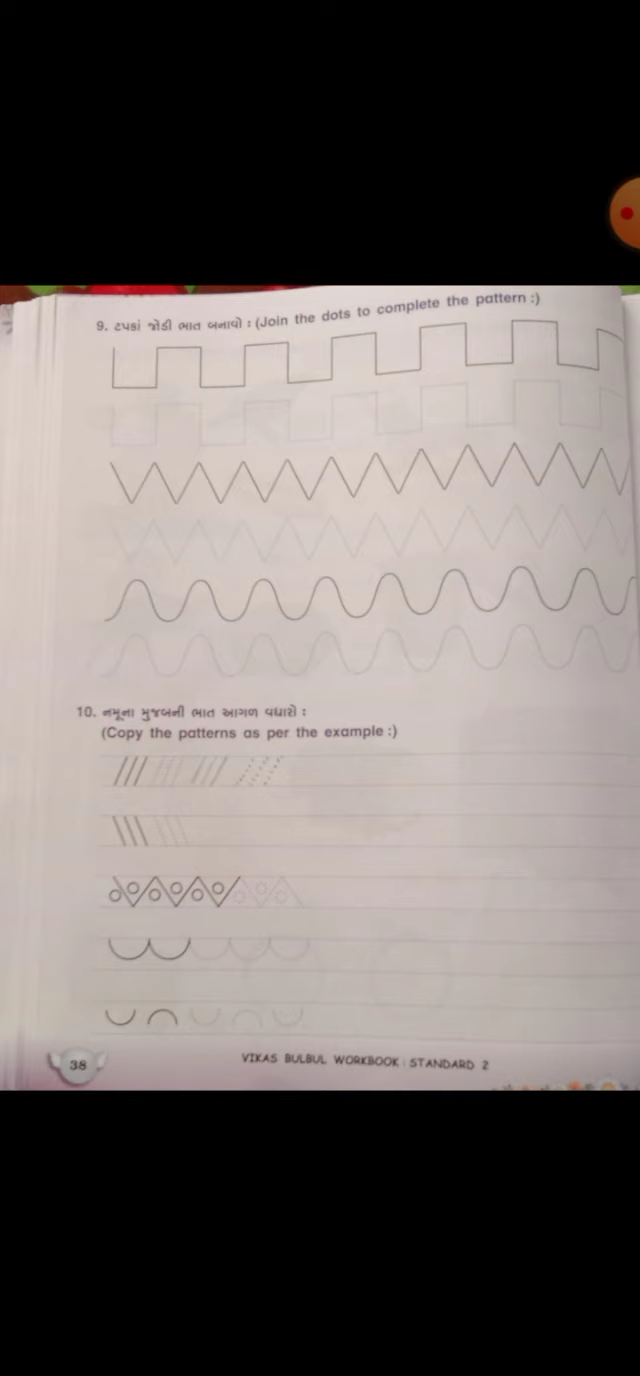 9. ટપકાં જોડી ભાત બનાવો : (Join the dots to complete the pattern :)
10. નમૂના મુજબની ભાત આગળ વધારો :
(Copy the patterns as per the example :)
38
VIKAS BULBUL WORKBOOK : STANDARD 2